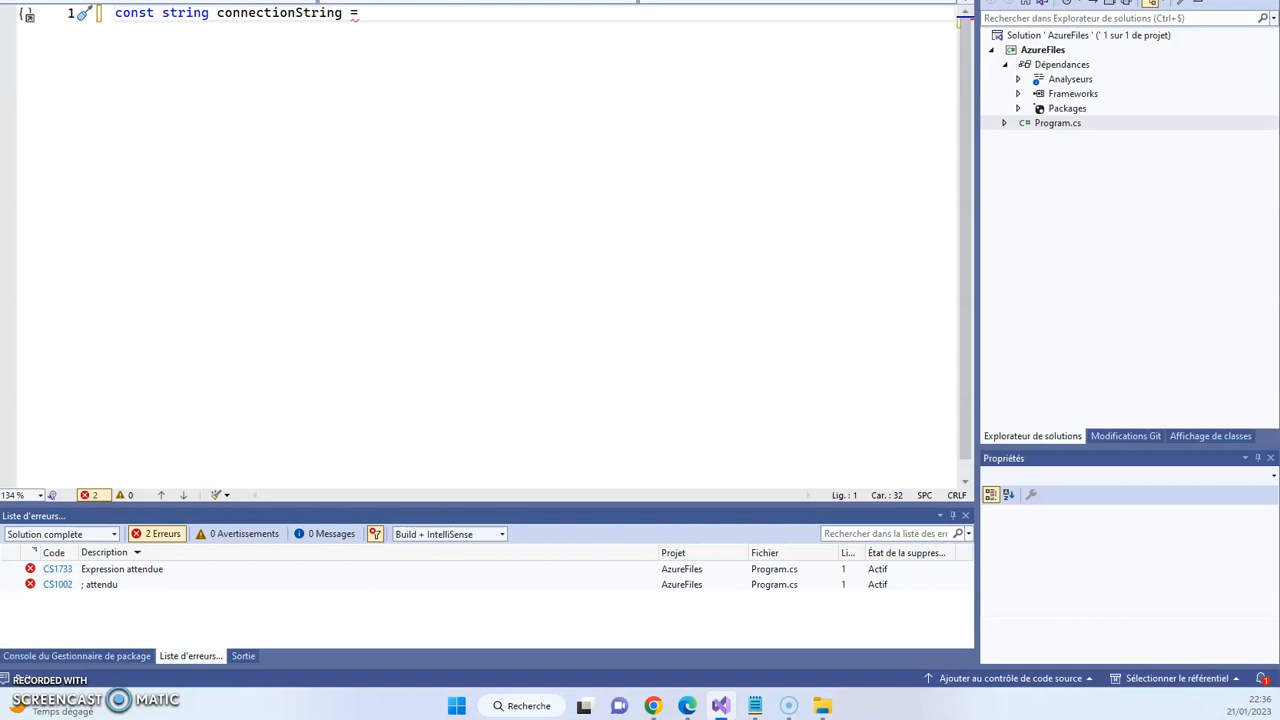 1 const string connectionString =
Rechercher dans Explorateur de solutions (Ctrl+$)
Solution ' AzureFiles ' (' 1 sur 1 de projet)
AzureFiles
Dépendances
Analyseurs
Frameworks
Packages
C# Program.cs
Explorateur de solutions Modifications Git Affichage de classes
Propriétés
134 % 2 0 Lig. : 1 Car. : 32 SPC CRLF
Liste d'erreurs...
Solution complète 2 Erreurs 0 Avertissements 0 Messages Build + IntelliSense Rechercher dans la liste des err
Code Description Projet Fichier Li... État de la suppres...
CS1733 Expression attendue AzureFiles Program.cs 1 Actif
CS1002 ; attendu AzureFiles Program.cs 1 Actif
Console du Gestionnaire de package Liste d'erreurs... Sortie
Ajouter au contrôle de code source Sélectionner le référentiel 1
RECORDED WITH
SCREENCAST MATIC
Temps dégagé
Recherche
22:36
21/01/2023